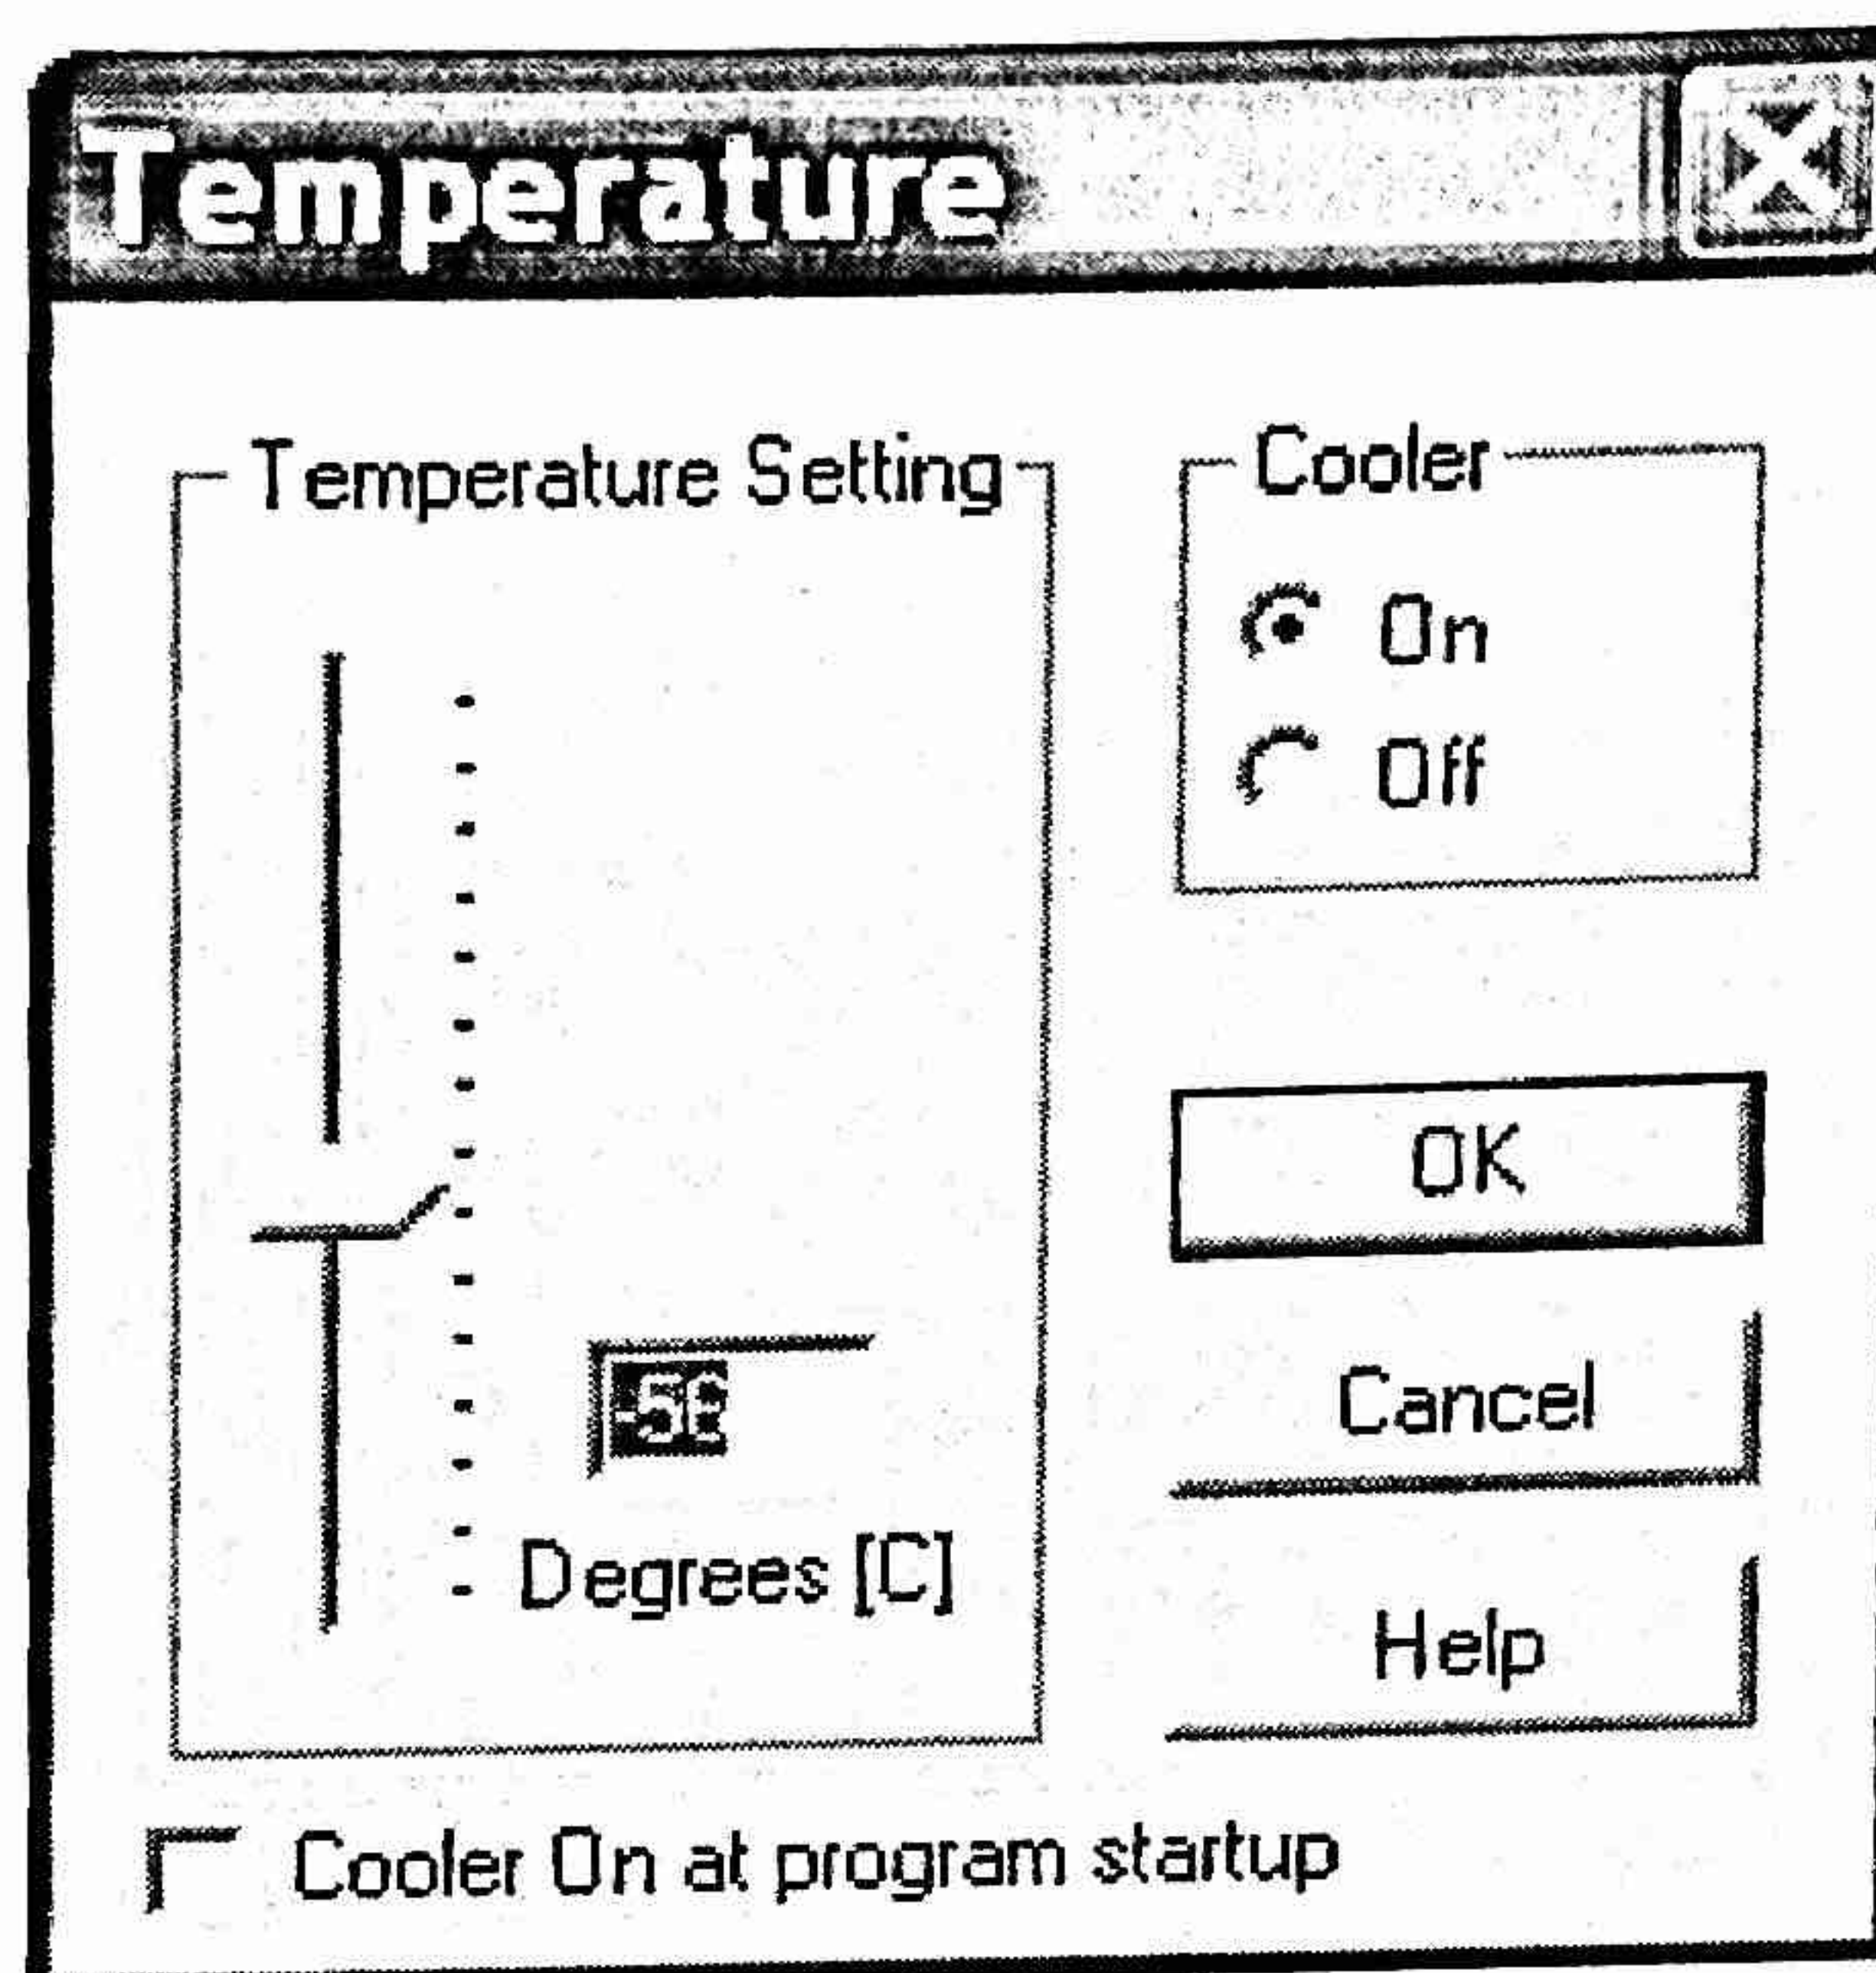 Temperature
Temperature Setting
Degrees [C]
Cooler
On
Off
OK
Cancel
Help
Cooler On at program startup